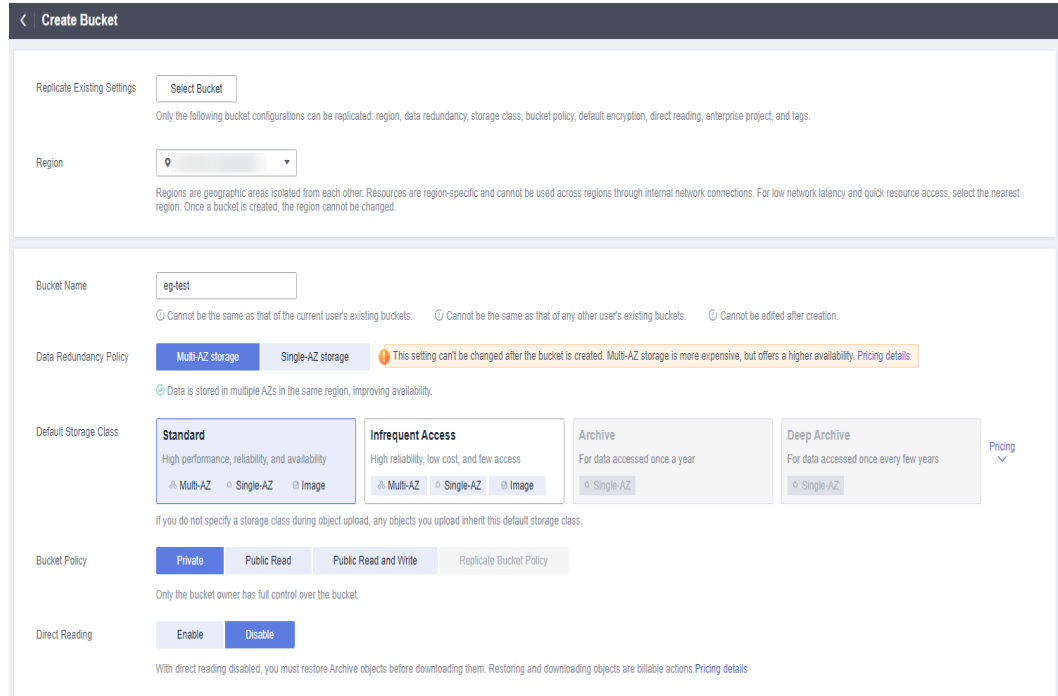 Create Bucket
Replicate Existing Settings
Select Bucket
Only the following bucket configurations can be replicated: region, data redundancy, storage class, bucket policy, default encryption, direct reading, enterprise project, and tags.
Region
Regions are geographic areas isolated from each other. Resources are region-specific and cannot be used across regions through internal network connections. For low network latency and quick resource access, select the nearest
region. Once a bucket is created, the region cannot be changed.
Bucket Name
eg-test
Cannot be the same as that of the current user's existing buckets. Cannot be the same as that of any other user's existing buckets. Cannot be edited after creation.
Data Redundancy Policy
Multi-AZ storage Single-AZ storage This setting can't be changed after the bucket is created. Multi-AZ storage is more expensive, but offers a higher availability. Pricing details
Data is stored in multiple AZs in the same region, improving availability.
Default Storage Class
Standard Infrequent Access Archive Deep Archive
High performance, reliability, and availability High reliability, low cost, and few access For data accessed once a year For data accessed once every few years
Pricing
Multi-AZ Single-AZ Image Multi-AZ Single-AZ Image Single-AZ Single-AZ
If you do not specify a storage class during object upload, any objects you upload inherit this default storage class.
Bucket Policy
Private Public Read Public Read and Write Replicate Bucket Policy
Only the bucket owner has full control over the bucket.
Direct Reading
Enable Disable
With direct reading disabled, you must restore Archive objects before downloading them. Restoring and downloading objects are billable actions.Pricing details